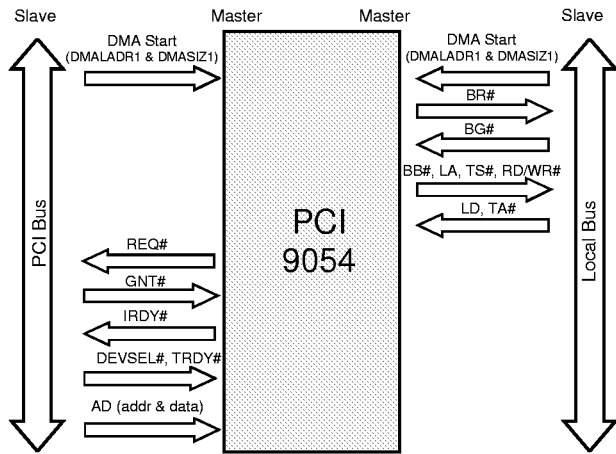 Slave
Master
Master
Slave
DMA Start
(DMALADR1 & DMASIZ1)
DMA Start
(DMALADR1 & DMASIZ1)
BR#
BG#
BB#, LA, TS#, RD/WR#
LD, TA#
PCI
9054
PCI Bus
Local Bus
REQ#
GNT#
IRDY#
DEVSEL#, TRDY#
AD (addr & data)